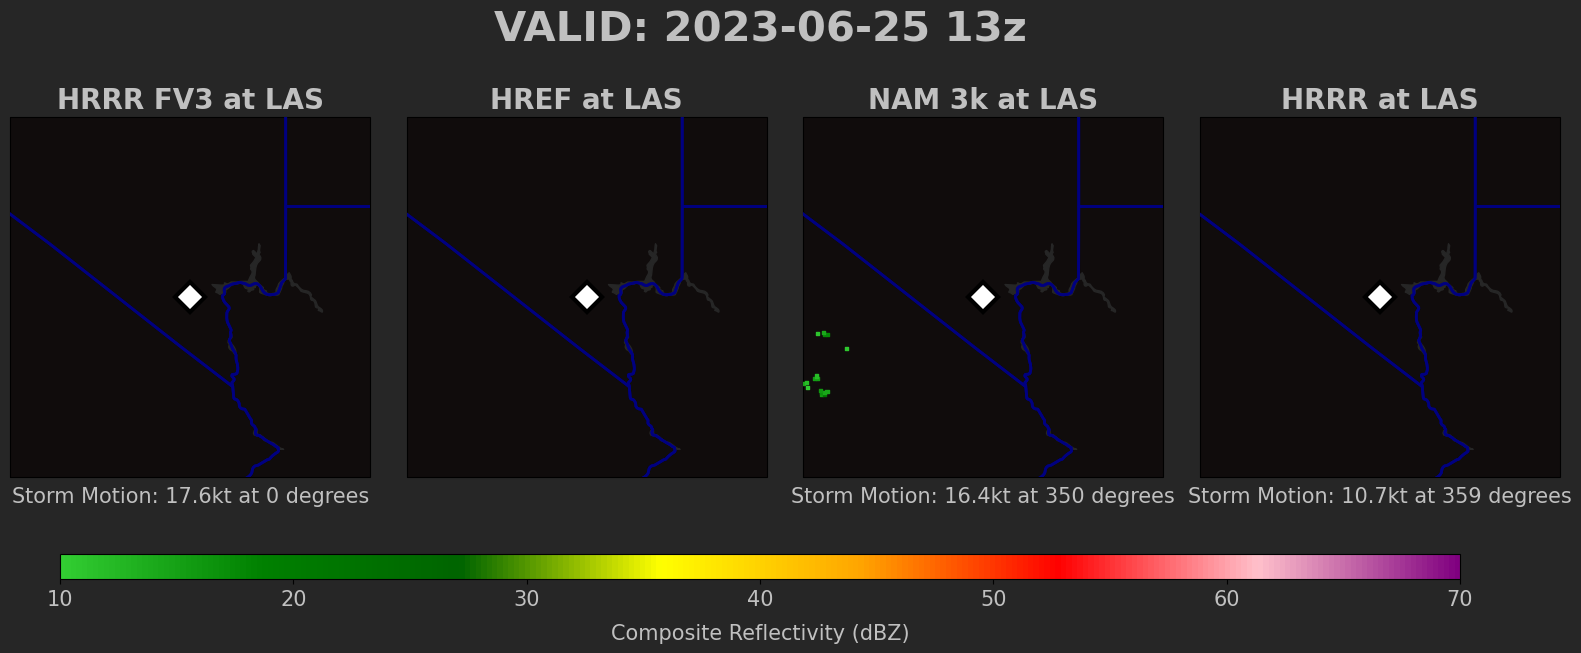 VALID: 2023-06-25 13z
HRRR FV3 at LAS
HREF at LAS
NAM 3k at LAS
HRRR at LAS
Storm Motion: 17.6kt at 0 degrees
Storm Motion: 16.4kt at 350 degrees
Storm Motion: 10.7kt at 359 degrees
10 20 30 40 50 60 70
Composite Reflectivity (dBZ)